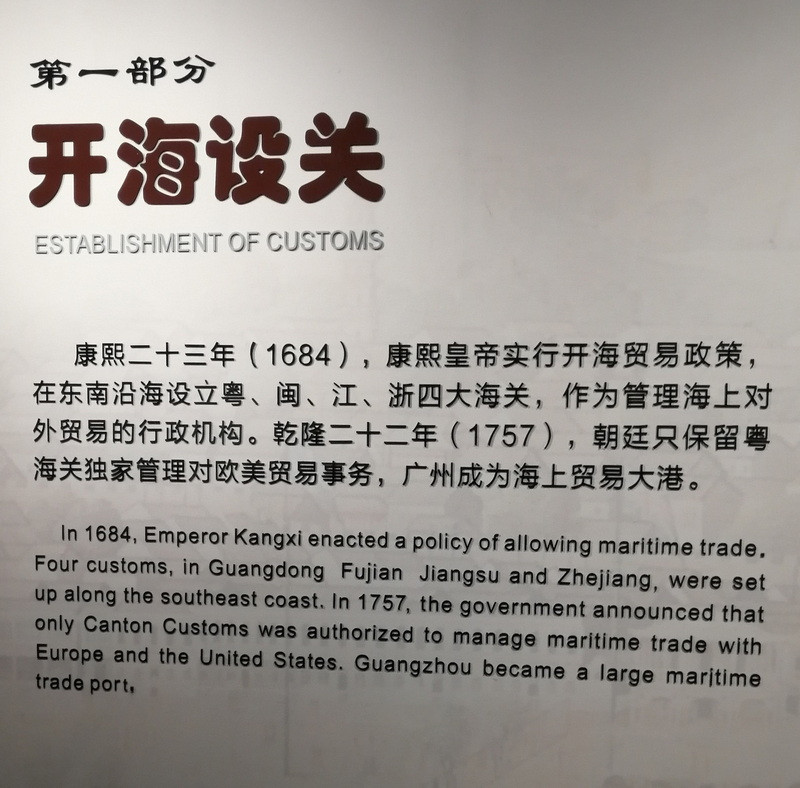 第一部分
开海设关
ESTABLISHMENT OF CUSTOMS
康熙二十三年（1684），康熙皇帝实行开海贸易政策，
在东南沿海设立粤、闽、江、浙四大海关，作为管理海上对
外贸易的行政机构。乾隆二十二年（1757），朝廷只保留粤
海关独家管理对欧美贸易事务，广州成为海上贸易大港。
In 1684, Emperor Kangxi enacted a policy of allowing maritime trade.
Four customs, in Guangdong Fujian Jiangsu and Zhejiang, were set
up along the southeast coast. In 1757, the government announced that
only Canton Customs was authorized to manage maritime trade with
Europe and the United States. Guangzhou became a large maritime
trade port,